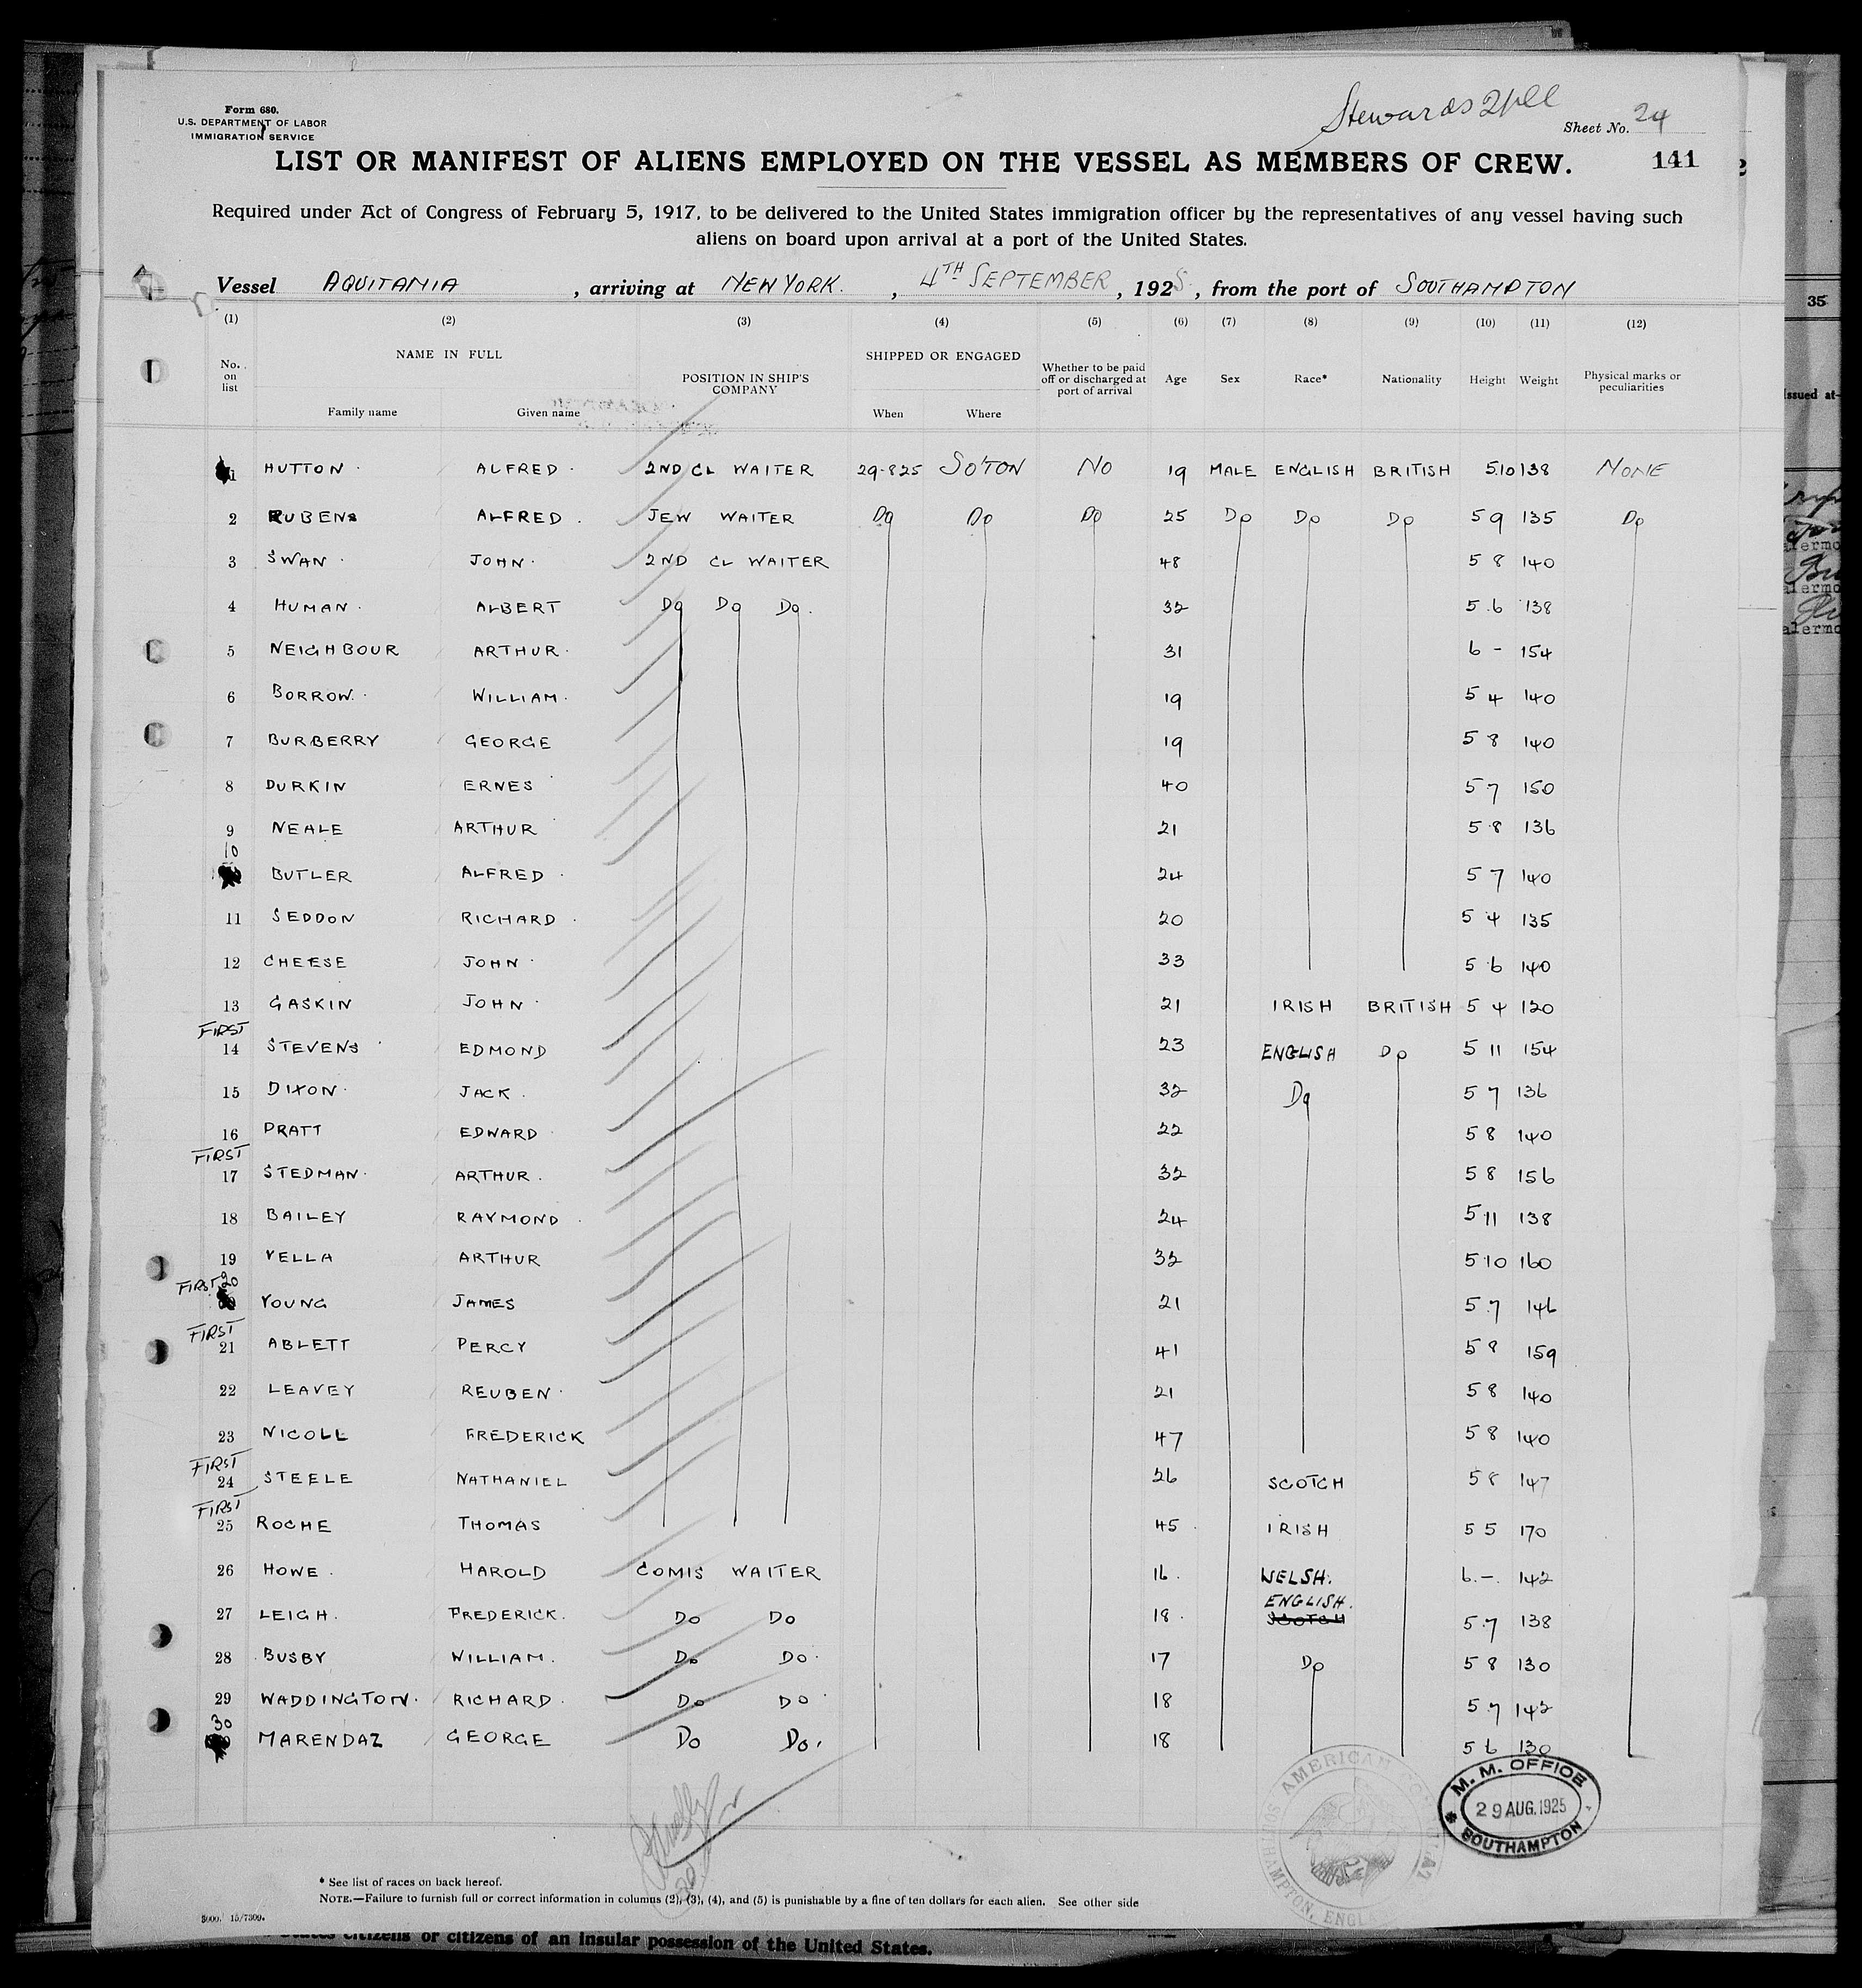 Form 680.
U.S. DEPARTMENT OF LABOR
IMMIGRATION SERVICE
Stewards
Sheet No. 24
LIST OR MANIFEST OF ALIENS EMPLOYED ON THE VESSEL AS MEMBERS OF CREW.
141
Required under Act of Congress of February 5, 1917, to be delivered to the United States immigration officer by the representatives of any vessel having such
aliens on board upon arrival at a port of the United States.
Vessel AQUITANIA, arriving at NEW YORK., 4TH SEPTEMBER, 1925, from the port of SOUTHAMPTON
(1) (2) (3) (4) (5) (6) (7) (8) (9) (10) (11) (12)
No. on list NAME IN FULL POSITION IN SHIP'S COMPANY SHIPPED OR ENGAGED Whether to be paid off or discharged at port of arrival Age Sex Race* Nationality Height Weight Physical marks or peculiarities
Family name Given name When Where
1 HUTTON ALFRED 2ND CL WAITER 29-825 SO'TON NO 19 MALE ENGLISH BRITISH 5.10 138 NONE
2 RUBENS ALFRED JEW WAITER Do Do Do 25 Do Do Do 5 9 135 Do
3 SWAN JOHN 2ND CL WAITER 48 5 8 140
4 HUMAN ALBERT Do Do Do 32 5.6 138
5 NEIGHBOUR ARTHUR 31 6 - 154
6 BORROW WILLIAM 19 5 4 140
7 BURBERRY GEORGE 19 5 8 140
8 DURKIN ERNES 40 5 7 150
9 NEALE ARTHUR 21 5 8 136
10 BUTLER ALFRED 24 5 7 140
11 SEDDON RICHARD 20 5 4 135
12 CHEESE JOHN 33 5 6 140
13 GASKIN JOHN 21 IRISH BRITISH 5 4 120
FIRST
14 STEVENS EDMOND 23 ENGLISH Do 5 11 154
15 DIXON JACK 32 Do 5 7 136
16 PRATT EDWARD 22 5 8 140
FIRST
17 STEDMAN ARTHUR 32 5 8 156
18 BAILEY RAYMOND 24 5 11 138
19 VELLA ARTHUR 32 5 10 160
FIRST 20 YOUNG JAMES 21 5.7 146
FIRST
21 ABLETT PERCY 41 5 8 159
22 LEAVEY REUBEN 21 5 8 140
23 NICOLL FREDERICK 47 5 8 140
FIRST
24 STEELE NATHANIEL 26 SCOTCH 5 8 147
FIRST
25 ROCHE THOMAS 45 IRISH 5 5 170
26 HOWE HAROLD COMIS WAITER 16 WELSH. 6.-. 142
ENGLISH.
27 LEIGH. FREDERICK. Do Do 18 SCOTCH 5.7 138
28 BUSBY WILLIAM. Do Do 17 Do 5 8 130
29 WADDINGTON. RICHARD. Do Do 18 5.7 142
30 MARENDAZ GEORGE Do Do. 18 5 6 130
AMERICAN
SOUTHAMPTON, ENGLAND
M. M. OFFICE
29 AUG. 1925
SOUTHAMPTON
* See list of races on back hereof.
NOTE.—Failure to furnish full or correct information in columns (2), (3), (4), and (5) is punishable by a fine of ten dollars for each alien. See other side
5000. 15/7309.
citizens or citizens of an insular possession of the United States.
35
issued at-